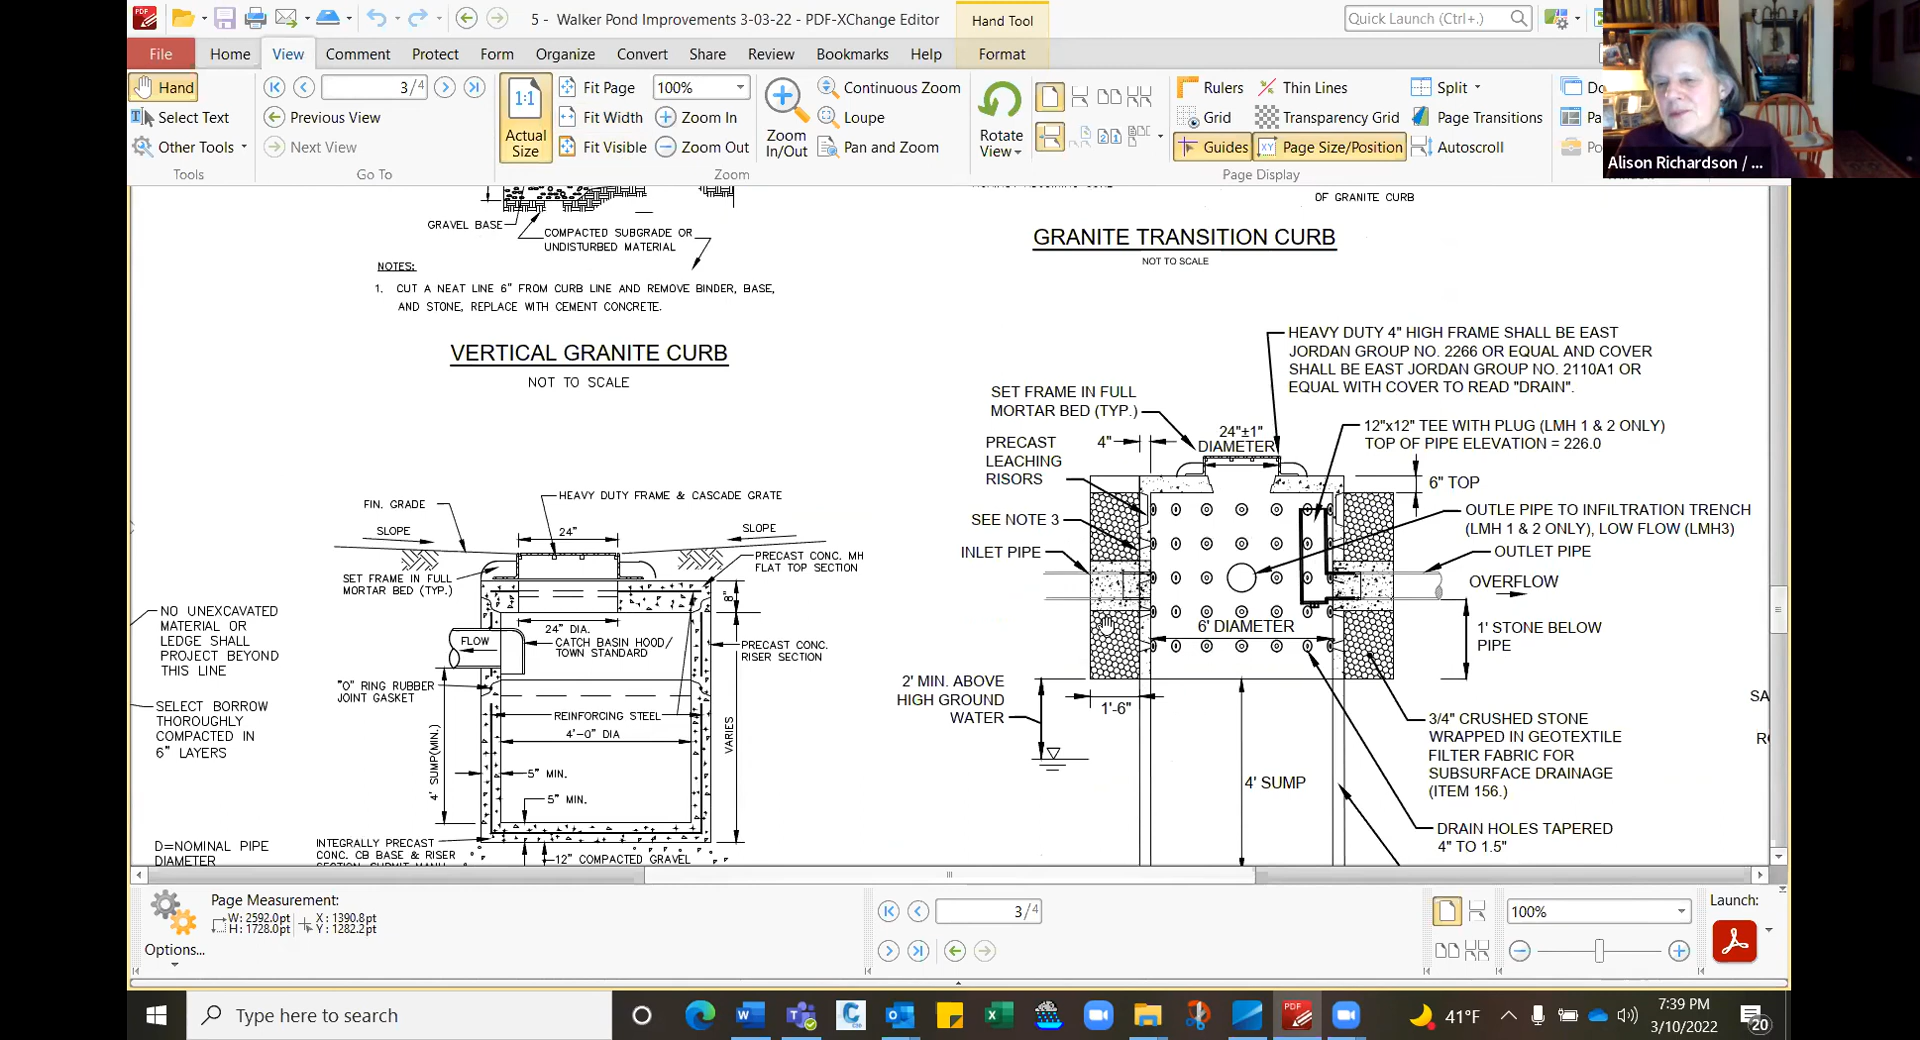 5 - Walker Pond Improvements 3-03-22 - PDF-XChange Editor
Hand Tool
Quick Launch (Ctrl+.)
File
Home
View
Comment
Protect
Form
Organize
Convert
Share
Review
Bookmarks
Help
Format
Hand
Select Text
Other Tools
Tools
3 / 4
Previous View
Next View
Go To
1:1
Actual Size
Fit Page
Fit Width
Fit Visible
100%
Zoom In
Zoom Out
Zoom In/Out
Continuous Zoom
Loupe
Pan and Zoom
Zoom
Rotate View
Rulers
Thin Lines
Split
Grid
Transparency Grid
Page Transitions
Guides
Page Size/Position
Autoscroll
Page Display
Alison Richardson / ...
GRAVEL BASE
COMPACTED SUBGRADE OR
UNDISTURBED MATERIAL
NOTES:
1. CUT A NEAT LINE 6" FROM CURB LINE AND REMOVE BINDER, BASE,
AND STONE, REPLACE WITH CEMENT CONCRETE.
VERTICAL GRANITE CURB
NOT TO SCALE
OF GRANITE CURB
GRANITE TRANSITION CURB
NOT TO SCALE
FIN. GRADE
HEAVY DUTY FRAME & CASCADE GRATE
SLOPE
24"
SLOPE
PRECAST CONC. MH
FLAT TOP SECTION
SET FRAME IN FULL
MORTAR BED (TYP.)
8"
24" DIA.
FLOW
CATCH BASIN HOOD/
TOWN STANDARD
PRECAST CONC.
RISER SECTION
"O" RING RUBBER
JOINT GASKET
REINFORCING STEEL
4'-0" DIA
VARIES
4' SUMP(MIN.)
5" MIN.
5" MIN.
INTEGRALLY PRECAST
CONC. CB BASE & RISER
12" COMPACTED GRAVEL
NO UNEXCAVATED
MATERIAL OR
LEDGE SHALL
PROJECT BEYOND
THIS LINE
SELECT BORROW
THOROUGHLY
COMPACTED IN
6" LAYERS
D=NOMINAL PIPE
DIAMETER
HEAVY DUTY 4" HIGH FRAME SHALL BE EAST
JORDAN GROUP NO. 2266 OR EQUAL AND COVER
SHALL BE EAST JORDAN GROUP NO. 2110A1 OR
EQUAL WITH COVER TO READ "DRAIN".
SET FRAME IN FULL
MORTAR BED (TYP.)
24"±1"
DIAMETER
12"x12" TEE WITH PLUG (LMH 1 & 2 ONLY)
TOP OF PIPE ELEVATION = 226.0
4"
PRECAST
LEACHING
RISORS
6" TOP
SEE NOTE 3
OUTLE PIPE TO INFILTRATION TRENCH
(LMH 1 & 2 ONLY), LOW FLOW (LMH3)
INLET PIPE
OUTLET PIPE
OVERFLOW
6' DIAMETER
1' STONE BELOW
PIPE
2' MIN. ABOVE
HIGH GROUND
WATER
1'-6"
3/4" CRUSHED STONE
WRAPPED IN GEOTEXTILE
FILTER FABRIC FOR
SUBSURFACE DRAINAGE
(ITEM 156.)
4' SUMP
DRAIN HOLES TAPERED
4" TO 1.5"
SA
Page Measurement:
W: 2592.0pt
H: 1728.0pt
X: 1390.8pt
Y: 1282.2pt
Options...
3 / 4
100%
Launch:
Type here to search
41°F
7:39 PM
3/10/2022
20